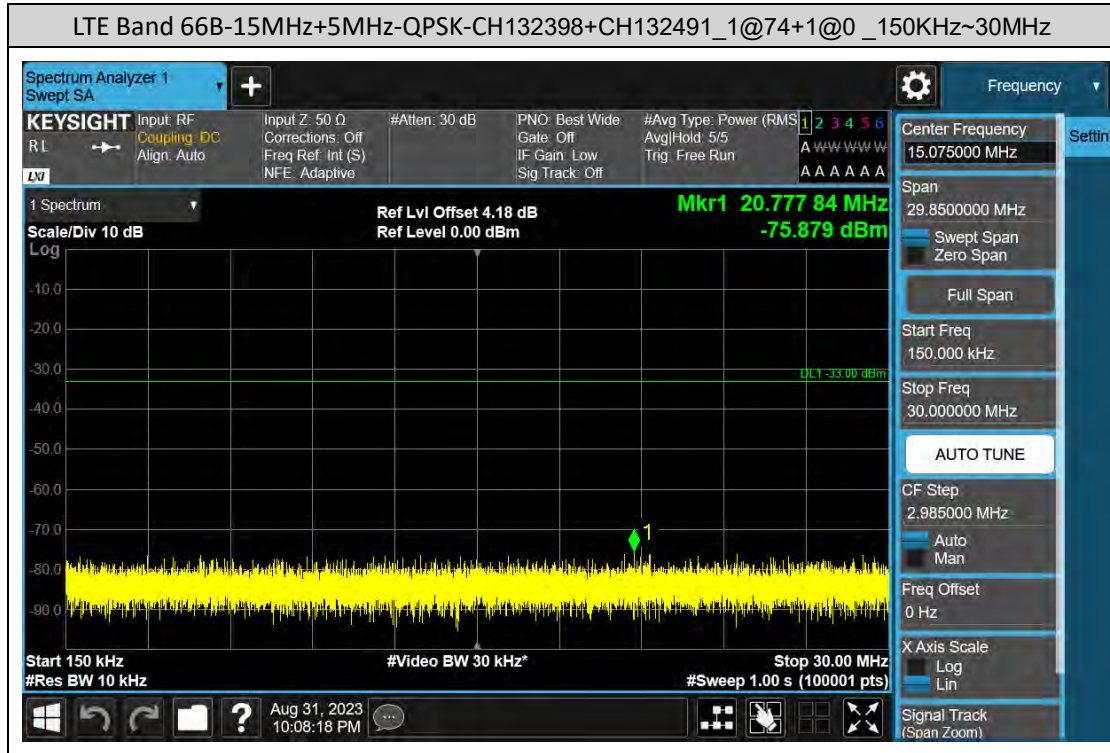 LTE Band 66B-15MHz+5MHz-QPSK-CH132398+CH132491_1@74+1@0 _150KHz~30MHz
Spectrum Analyzer 1
Swept SA
+
Frequency
KEYSIGHT
RL
LXI
Input: RF
Coupling: DC
Align: Auto
Input Z: 50 Ω
Corrections: Off
Freq Ref: Int (S)
NFE: Adaptive
#Atten: 30 dB
PNO: Best Wide
Gate: Off
IF Gain: Low
Sig Track: Off
#Avg Type: Power (RMS
Avg|Hold: 5/5
Trig: Free Run
1 2 3 4 5 6
A W W W W W
A A A A A A
Center Frequency
15.075000 MHz
Settin
1 Spectrum
Scale/Div 10 dB
Log
Ref Lvl Offset 4.18 dB
Ref Level 0.00 dBm
Mkr1 20.777 84 MHz
-75.879 dBm
Span
29.8500000 MHz
Swept Span
Zero Span
Full Span
Start Freq
150.000 kHz
Stop Freq
30.000000 MHz
AUTO TUNE
CF Step
2.985000 MHz
Auto
Man
Freq Offset
0 Hz
X Axis Scale
Log
Lin
Signal Track
(Span Zoom)
-10.0
-20.0
-30.0
DL1 -33.00 dBm
-40.0
-50.0
-60.0
-70.0
1
-80.0
-90.0
Start 150 kHz
#Video BW 30 kHz*
Stop 30.00 MHz
#Res BW 10 kHz
#Sweep 1.00 s (100001 pts)
?
Aug 31, 2023
10:08:18 PM